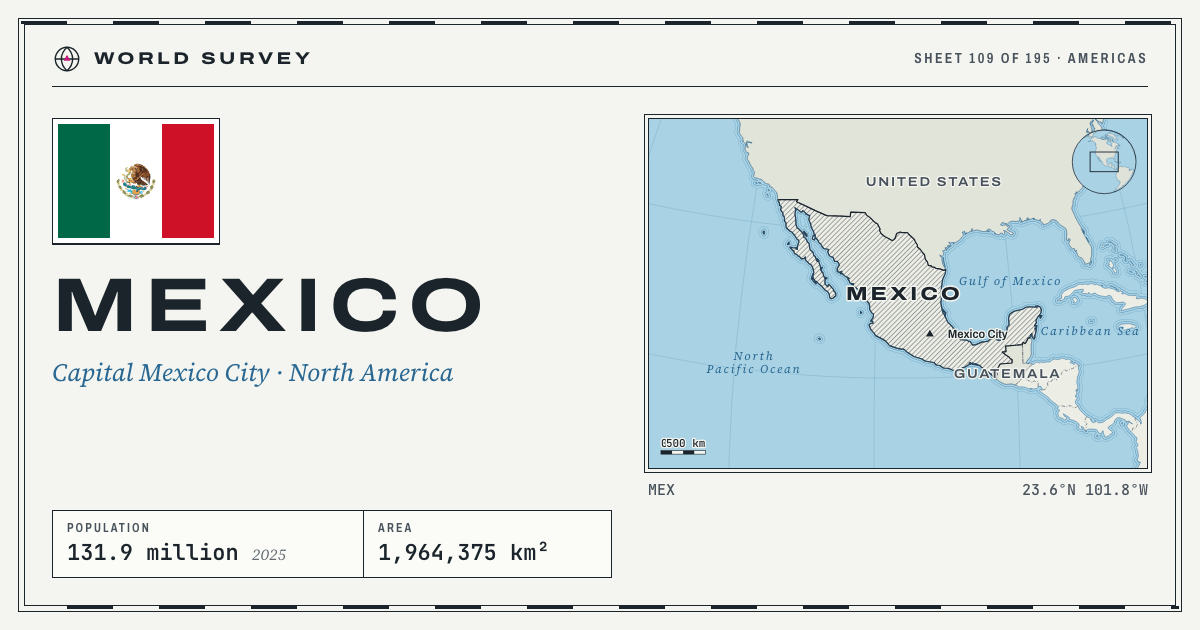 WORLD SURVEY
SHEET 109 OF 195 · AMERICAS
MEXICO
Capital Mexico City · North America
POPULATION
131.9 million 2025
AREA
1,964,375 km²
UNITED STATES
Gulf of Mexico
MEXICO
Mexico City
Caribbean Sea
North
Pacific Ocean
GUATEMALA
0500 km
MEX
23.6°N 101.8°W